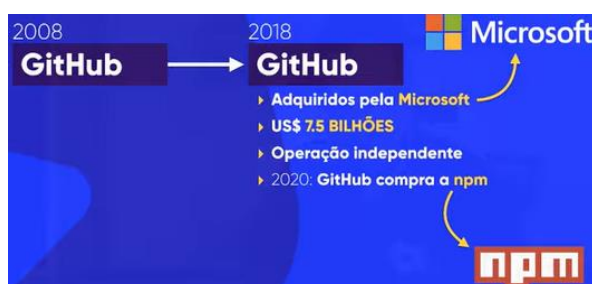 2008
GitHub
2018
GitHub
Microsoft
Adquiridos pela Microsoft
US$ 7.5 BILHÕES
Operação independente
2020: GitHub compra a npm
npm